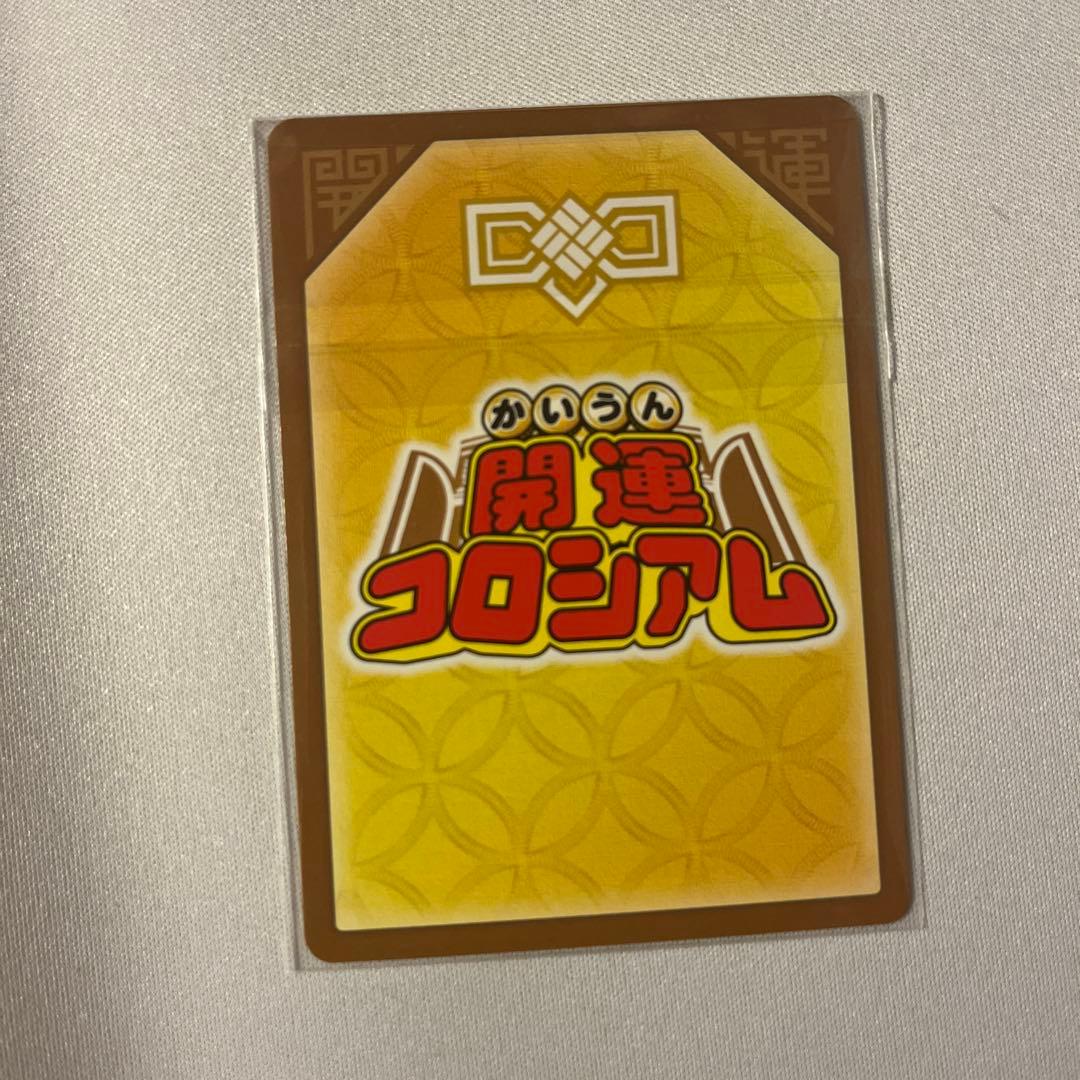 開 運
かいうん
開運
コロシアム